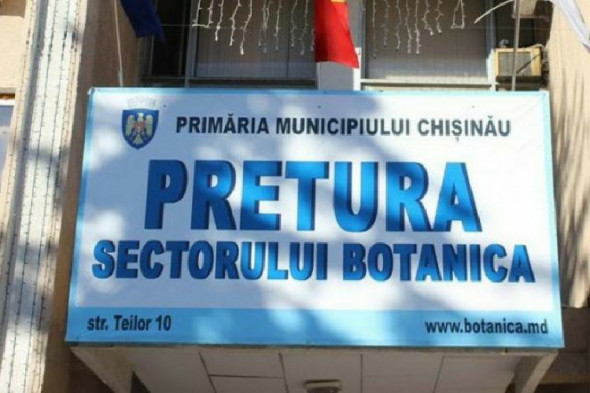 PRIMĂRIA MUNICIPIULUI CHIȘINĂU
PRETURA
SECTORULUI BOTANICA
str. Teilor 10
www.botanica.md